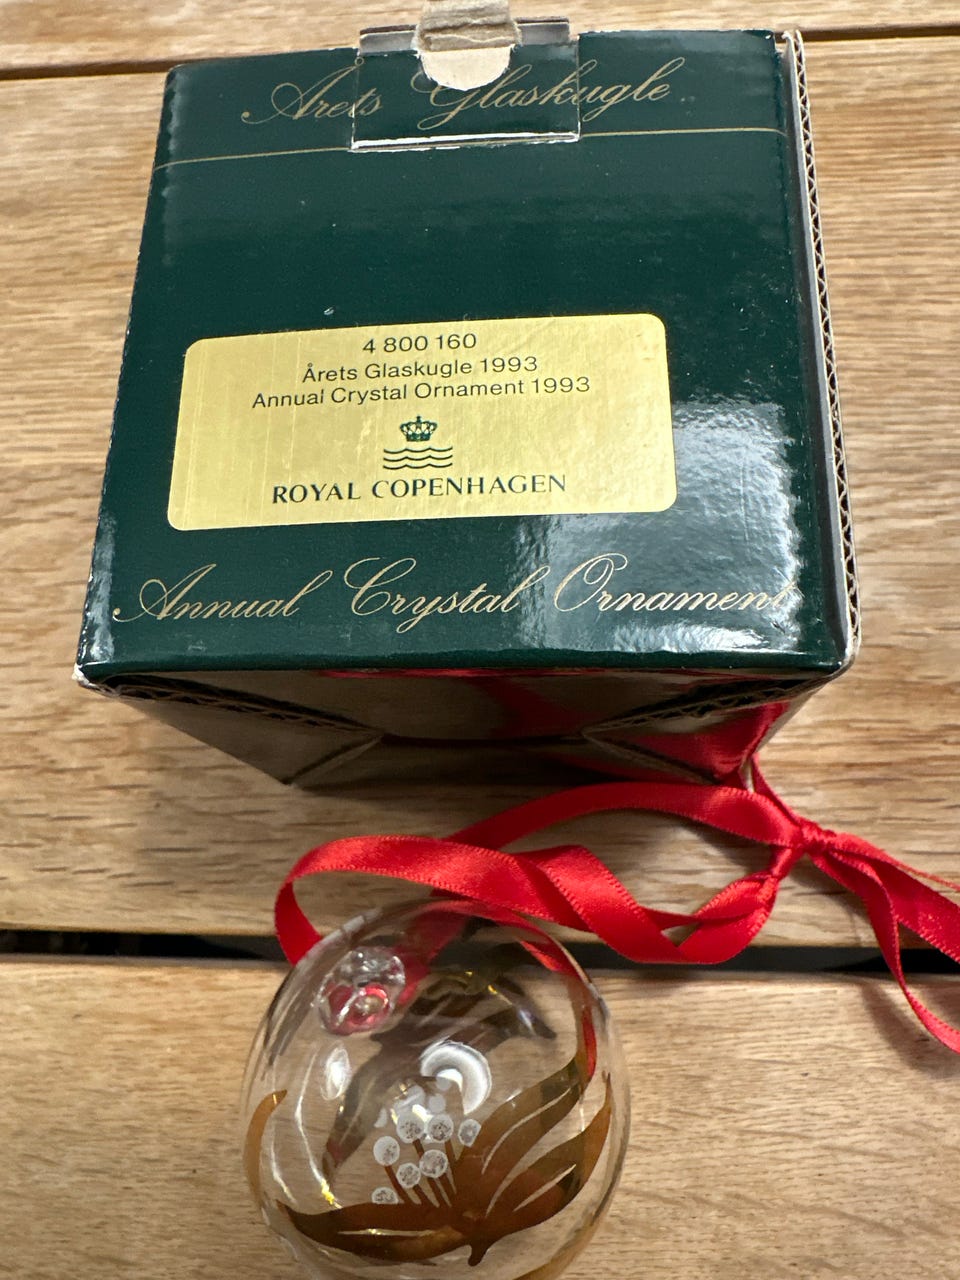 Årets Glaskugle
4 800 160
Årets Glaskugle 1993
Annual Crystal Ornament 1993
ROYAL COPENHAGEN
Annual Crystal Ornament